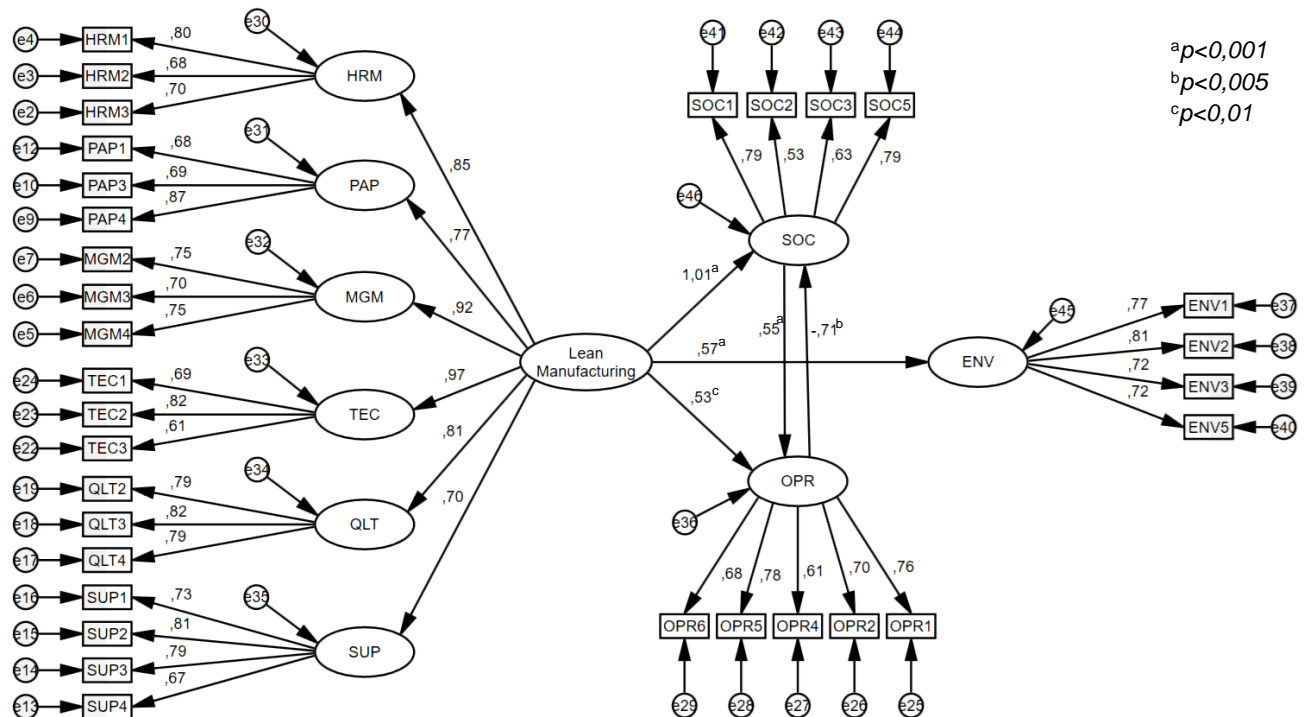 e4 HRM1 ,80
e3 HRM2 ,68
e2 HRM3 ,70
e30
HRM
,85
e12 PAP1 ,68
e10 PAP3 ,69
e9 PAP4 ,87
e31
PAP
,77
e7 MGM2 ,75
e6 MGM3 ,70
e5 MGM4 ,75
e32
MGM
,92
e24 TEC1 ,69
e23 TEC2 ,82
e22 TEC3 ,61
e33
TEC
,97
e19 QLT2 ,79
e18 QLT3 ,82
e17 QLT4 ,79
e34
QLT
,81
e16 SUP1 ,73
e15 SUP2 ,81
e14 SUP3 ,79
e13 SUP4 ,67
e35
SUP
,70
Lean
Manufacturing
e41 e42 e43 e44
SOC1 SOC2 SOC3 SOC5
,79 ,53 ,63 ,79
e46
SOC
1,01a
,55a -,71b
,57a
,53c
OPR
e36
,68 ,78 ,61 ,70 ,76
OPR6 OPR5 OPR4 OPR2 OPR1
e29 e28 e27 e26 e25
e45
ENV
,77 ENV1 e37
,81 ENV2 e38
,72 ENV3 e39
,72 ENV5 e40
ap<0,001
bp<0,005
cp<0,01